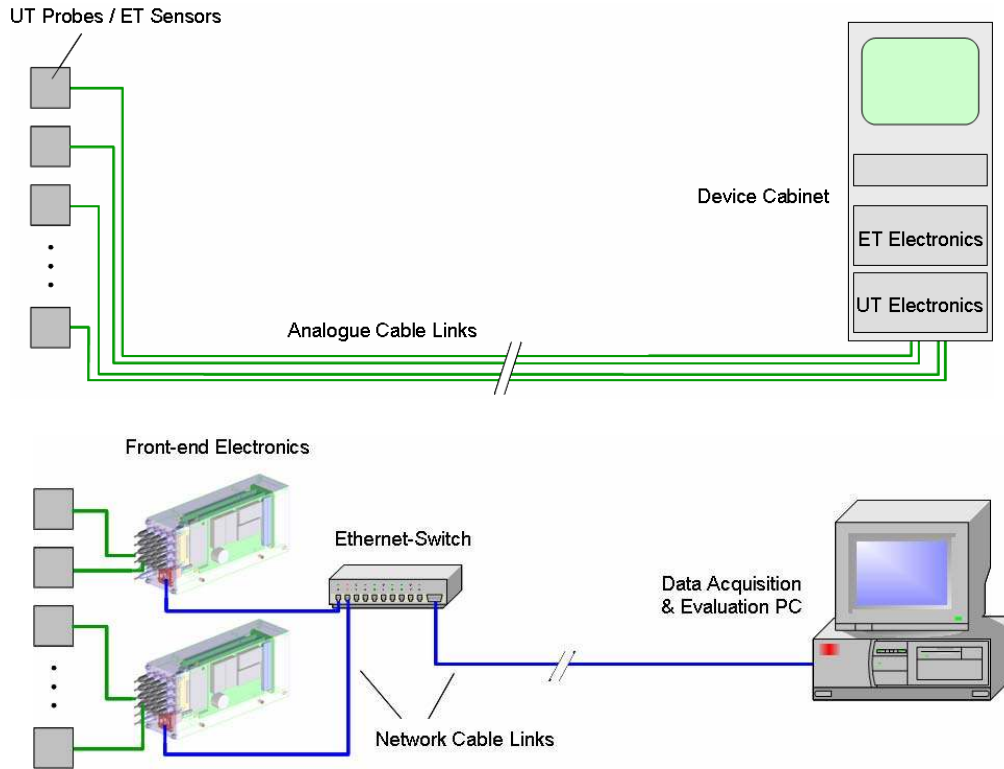 UT Probes / ET Sensors
Device Cabinet
ET Electronics
UT Electronics
Analogue Cable Links
Front-end Electronics
Ethernet-Switch
Data Acquisition
& Evaluation PC
Network Cable Links